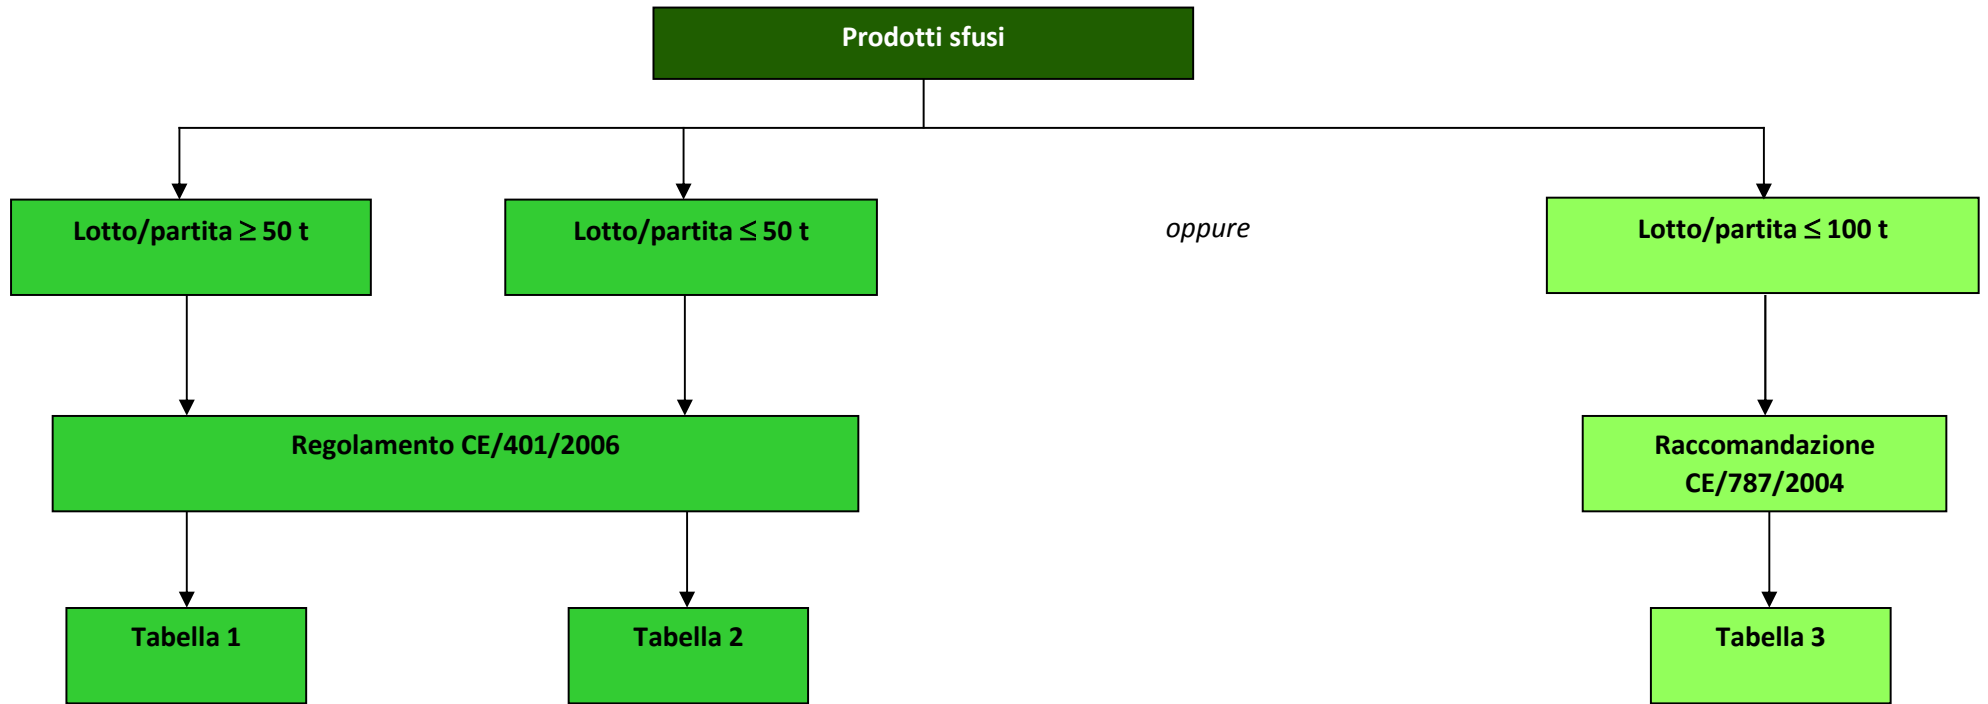 Prodotti sfusi
Lotto/partita ≥ 50 t
Lotto/partita ≤ 50 t
oppure
Lotto/partita ≤ 100 t
Regolamento CE/401/2006
Raccomandazione
CE/787/2004
Tabella 1
Tabella 2
Tabella 3